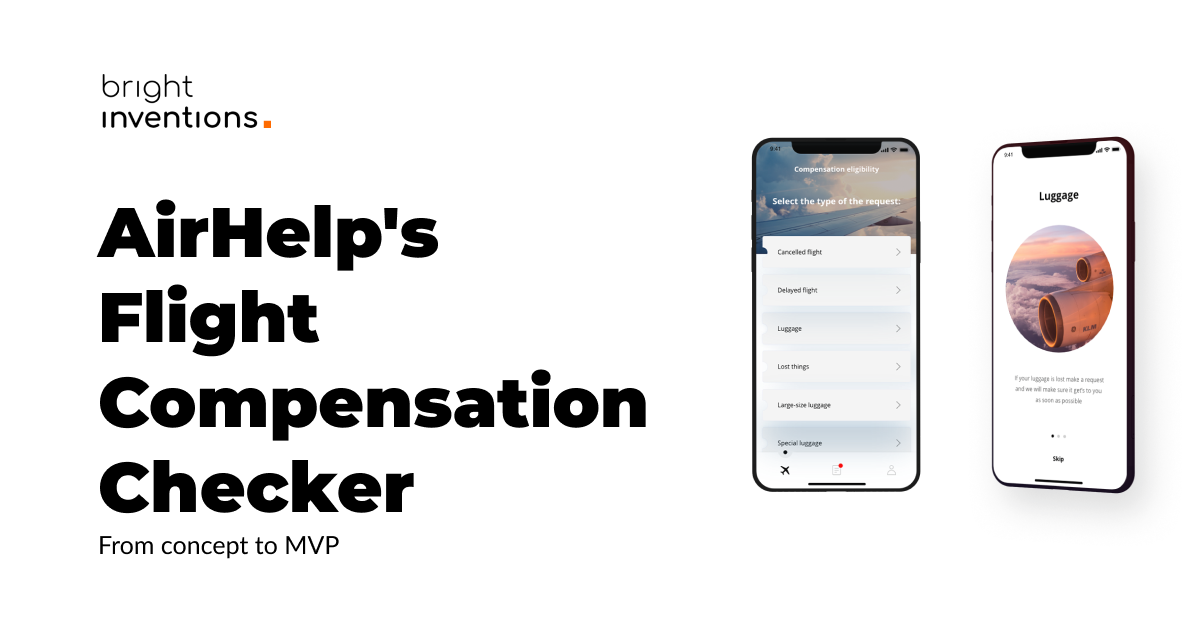 bright
inventions.
AirHelp's
Flight
Compensation
Checker
From concept to MVP
9:41
Compensation eligibility
Select the type of the request:
Cancelled flight
Delayed flight
Luggage
Lost things
Large-size luggage
Special luggage
9:41
Luggage
KLM
If your luggage is lost make a request
and we will make sure it get's to you
as soon as possible
Skip